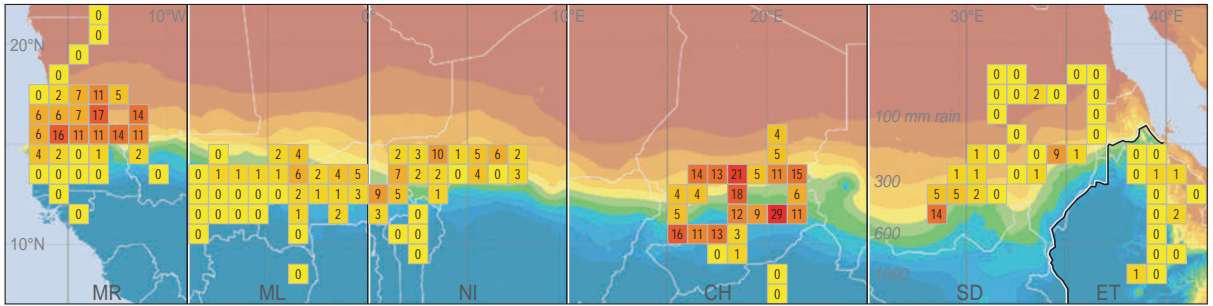 0 10°W 0° 10°E 20°E 30°E 40°E
0
20°N
0
0 0 0 0 0
0 2 7 11 5 0 0 2 0 0
6 6 7 17 14 100 mm rain 0
6 16 11 11 14 11 4 0 0
4 2 0 1 2 0 2 4 2 3 10 1 5 6 2 5 1 0 0 9 1 0 0
0 0 0 0 0 0 1 1 1 1 6 2 4 5 7 2 2 0 4 0 3 14 13 21 5 11 15 300 1 1 0 1 0 1 1
0 0 0 0 0 0 2 1 1 3 9 5 1 4 4 18 6 5 5 2 0 0 0
0 0 0 0 0 1 2 3 0 5 12 9 29 11 14 0 2
10°N 0 0 0 0 16 11 13 3 600 0 0
0 0 1 0 0
0 0 1000 1 0
MR ML NI CH 0 SD ET